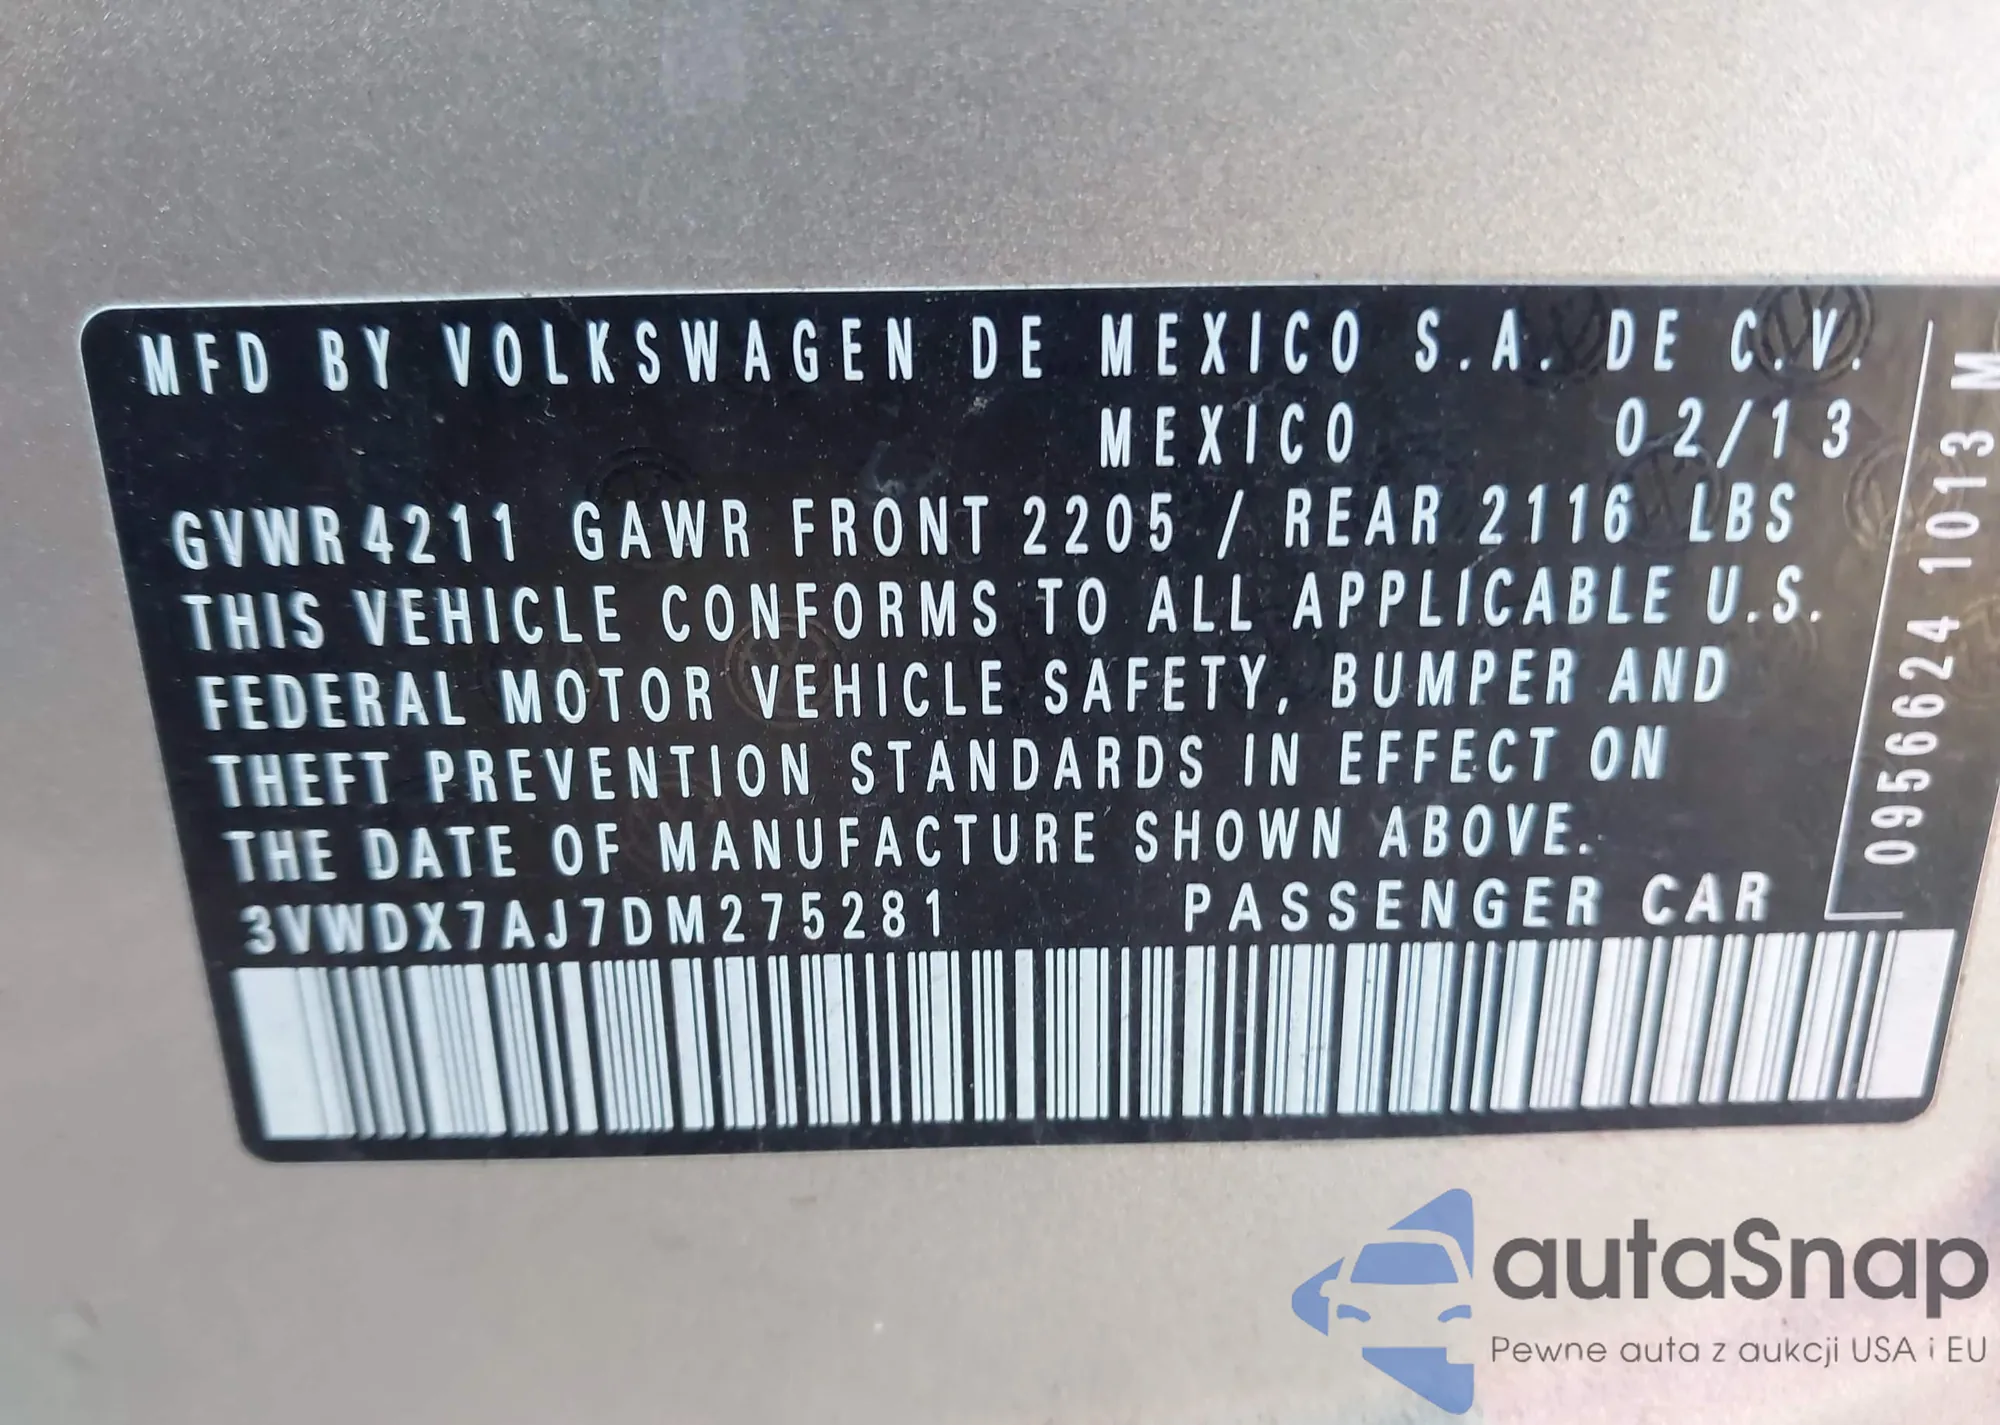 MFD BY VOLKSWAGEN DE MEXICO S.A. DE C.V.
MEXICO 02/13
GVWR 4211 GAWR FRONT 2205 / REAR 2116 LBS
THIS VEHICLE CONFORMS TO ALL APPLICABLE U.S.
FEDERAL MOTOR VEHICLE SAFETY, BUMPER AND
THEFT PREVENTION STANDARDS IN EFFECT ON
THE DATE OF MANUFACTURE SHOWN ABOVE.
3VWDX7AJ7DM275281 PASSENGER CAR
0956624 1013 M
autaSnap
Pewne auta z aukcji USA i EU